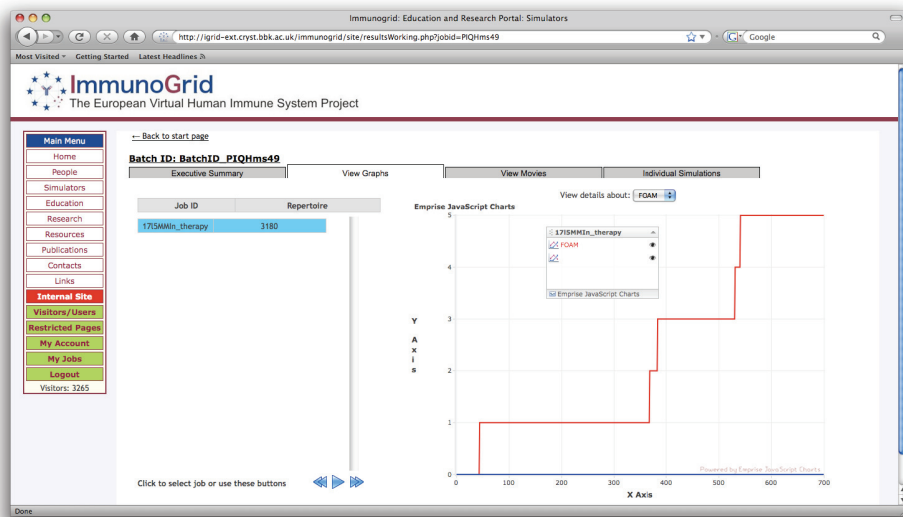 Immunogrid: Education and Research Portal: Simulators
http://igrid-ext.cryst.bbk.ac.uk/immunogrid/site/resultsWorking.php?jobid=PIQHms49
Google
Most Visited Getting Started Latest Headlines
ImmunoGrid
The European Virtual Human Immune System Project
Main Menu
Home
People
Simulators
Education
Research
Resources
Publications
Contacts
Links
Internal Site
Visitors/Users
Restricted Pages
My Account
My Jobs
Logout
Visitors: 3265
← Back to start page
Batch ID: BatchID_PIQHms49
Executive Summary View Graphs View Movies Individual Simulations
Job ID Repertoire
17l5MMIn_therapy 3180
Click to select job or use these buttons
View details about: FOAM
Emprise JavaScript Charts
17l5MMIn_therapy
FOAM
Emprise JavaScript Charts
Y Axis
5
4
3
2
1
0
Powered by Emprise JavaScript Charts
0 100 200 300 400 500 600 700
X Axis
Done